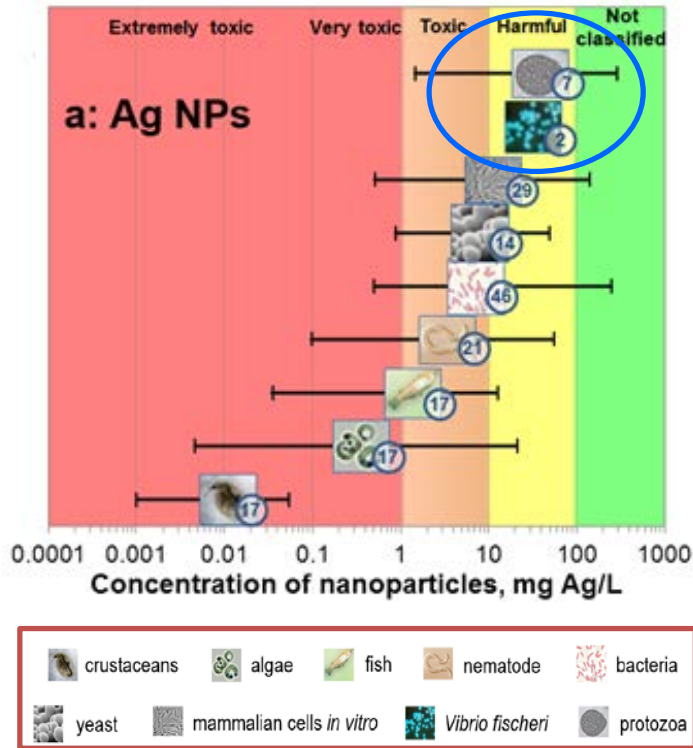 Extremely toxic Very toxic Toxic Harmful Not classified
a: Ag NPs
7
2
29
14
46
21
17
17
17
0.0001 0.001 0.01 0.1 1 10 100 1000
Concentration of nanoparticles, mg Ag/L
crustaceans algae fish nematode bacteria
yeast mammalian cells in vitro Vibrio fischeri protozoa